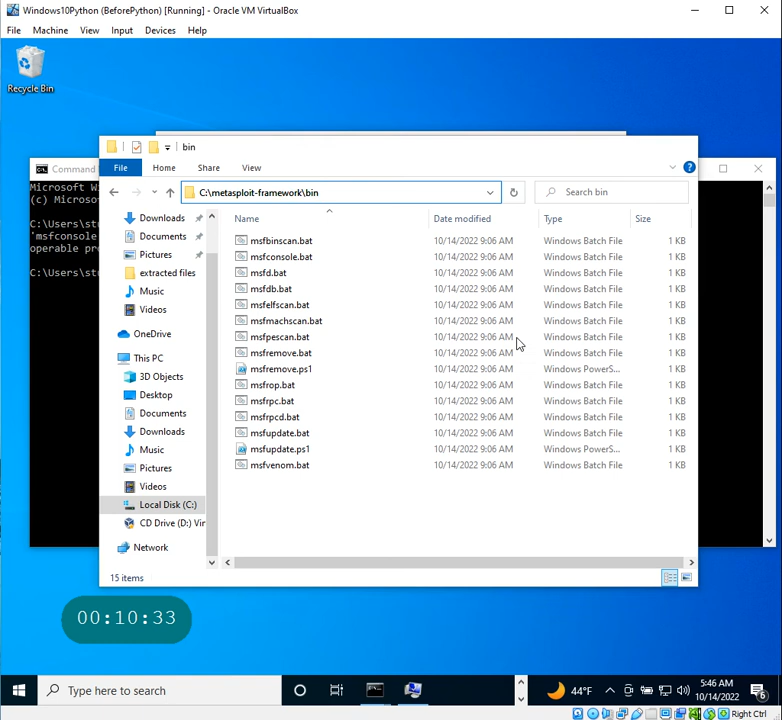 Windows10Python (BeforePython) [Running] - Oracle VM VirtualBox
File Machine View Input Devices Help
Recycle Bin
bin
File Home Share View
C:\metasploit-framework\bin
Search bin
Command
Microsoft Wi
(c) Microso
C:\Users\stu
'msfconsole
operable pro
C:\Users\stu
Downloads
Documents
Pictures
extracted files
Music
Videos
OneDrive
This PC
3D Objects
Desktop
Documents
Downloads
Music
Pictures
Videos
Local Disk (C:)
CD Drive (D:) Vir
Network
Name Date modified Type Size
msfbinscan.bat 10/14/2022 9:06 AM Windows Batch File 1 KB
msfconsole.bat 10/14/2022 9:06 AM Windows Batch File 1 KB
msfd.bat 10/14/2022 9:06 AM Windows Batch File 1 KB
msfdb.bat 10/14/2022 9:06 AM Windows Batch File 1 KB
msfelfscan.bat 10/14/2022 9:06 AM Windows Batch File 1 KB
msfmachscan.bat 10/14/2022 9:06 AM Windows Batch File 1 KB
msfpescan.bat 10/14/2022 9:06 AM Windows Batch File 1 KB
msfremove.bat 10/14/2022 9:06 AM Windows Batch File 1 KB
msfremove.ps1 10/14/2022 9:06 AM Windows PowerS... 1 KB
msfrop.bat 10/14/2022 9:06 AM Windows Batch File 1 KB
msfrpc.bat 10/14/2022 9:06 AM Windows Batch File 1 KB
msfrpcd.bat 10/14/2022 9:06 AM Windows Batch File 1 KB
msfupdate.bat 10/14/2022 9:06 AM Windows Batch File 1 KB
msfupdate.ps1 10/14/2022 9:06 AM Windows PowerS... 1 KB
msfvenom.bat 10/14/2022 9:06 AM Windows Batch File 1 KB
15 items
00:10:33
Type here to search
44°F
5:46 AM
10/14/2022
6
Right Ctrl